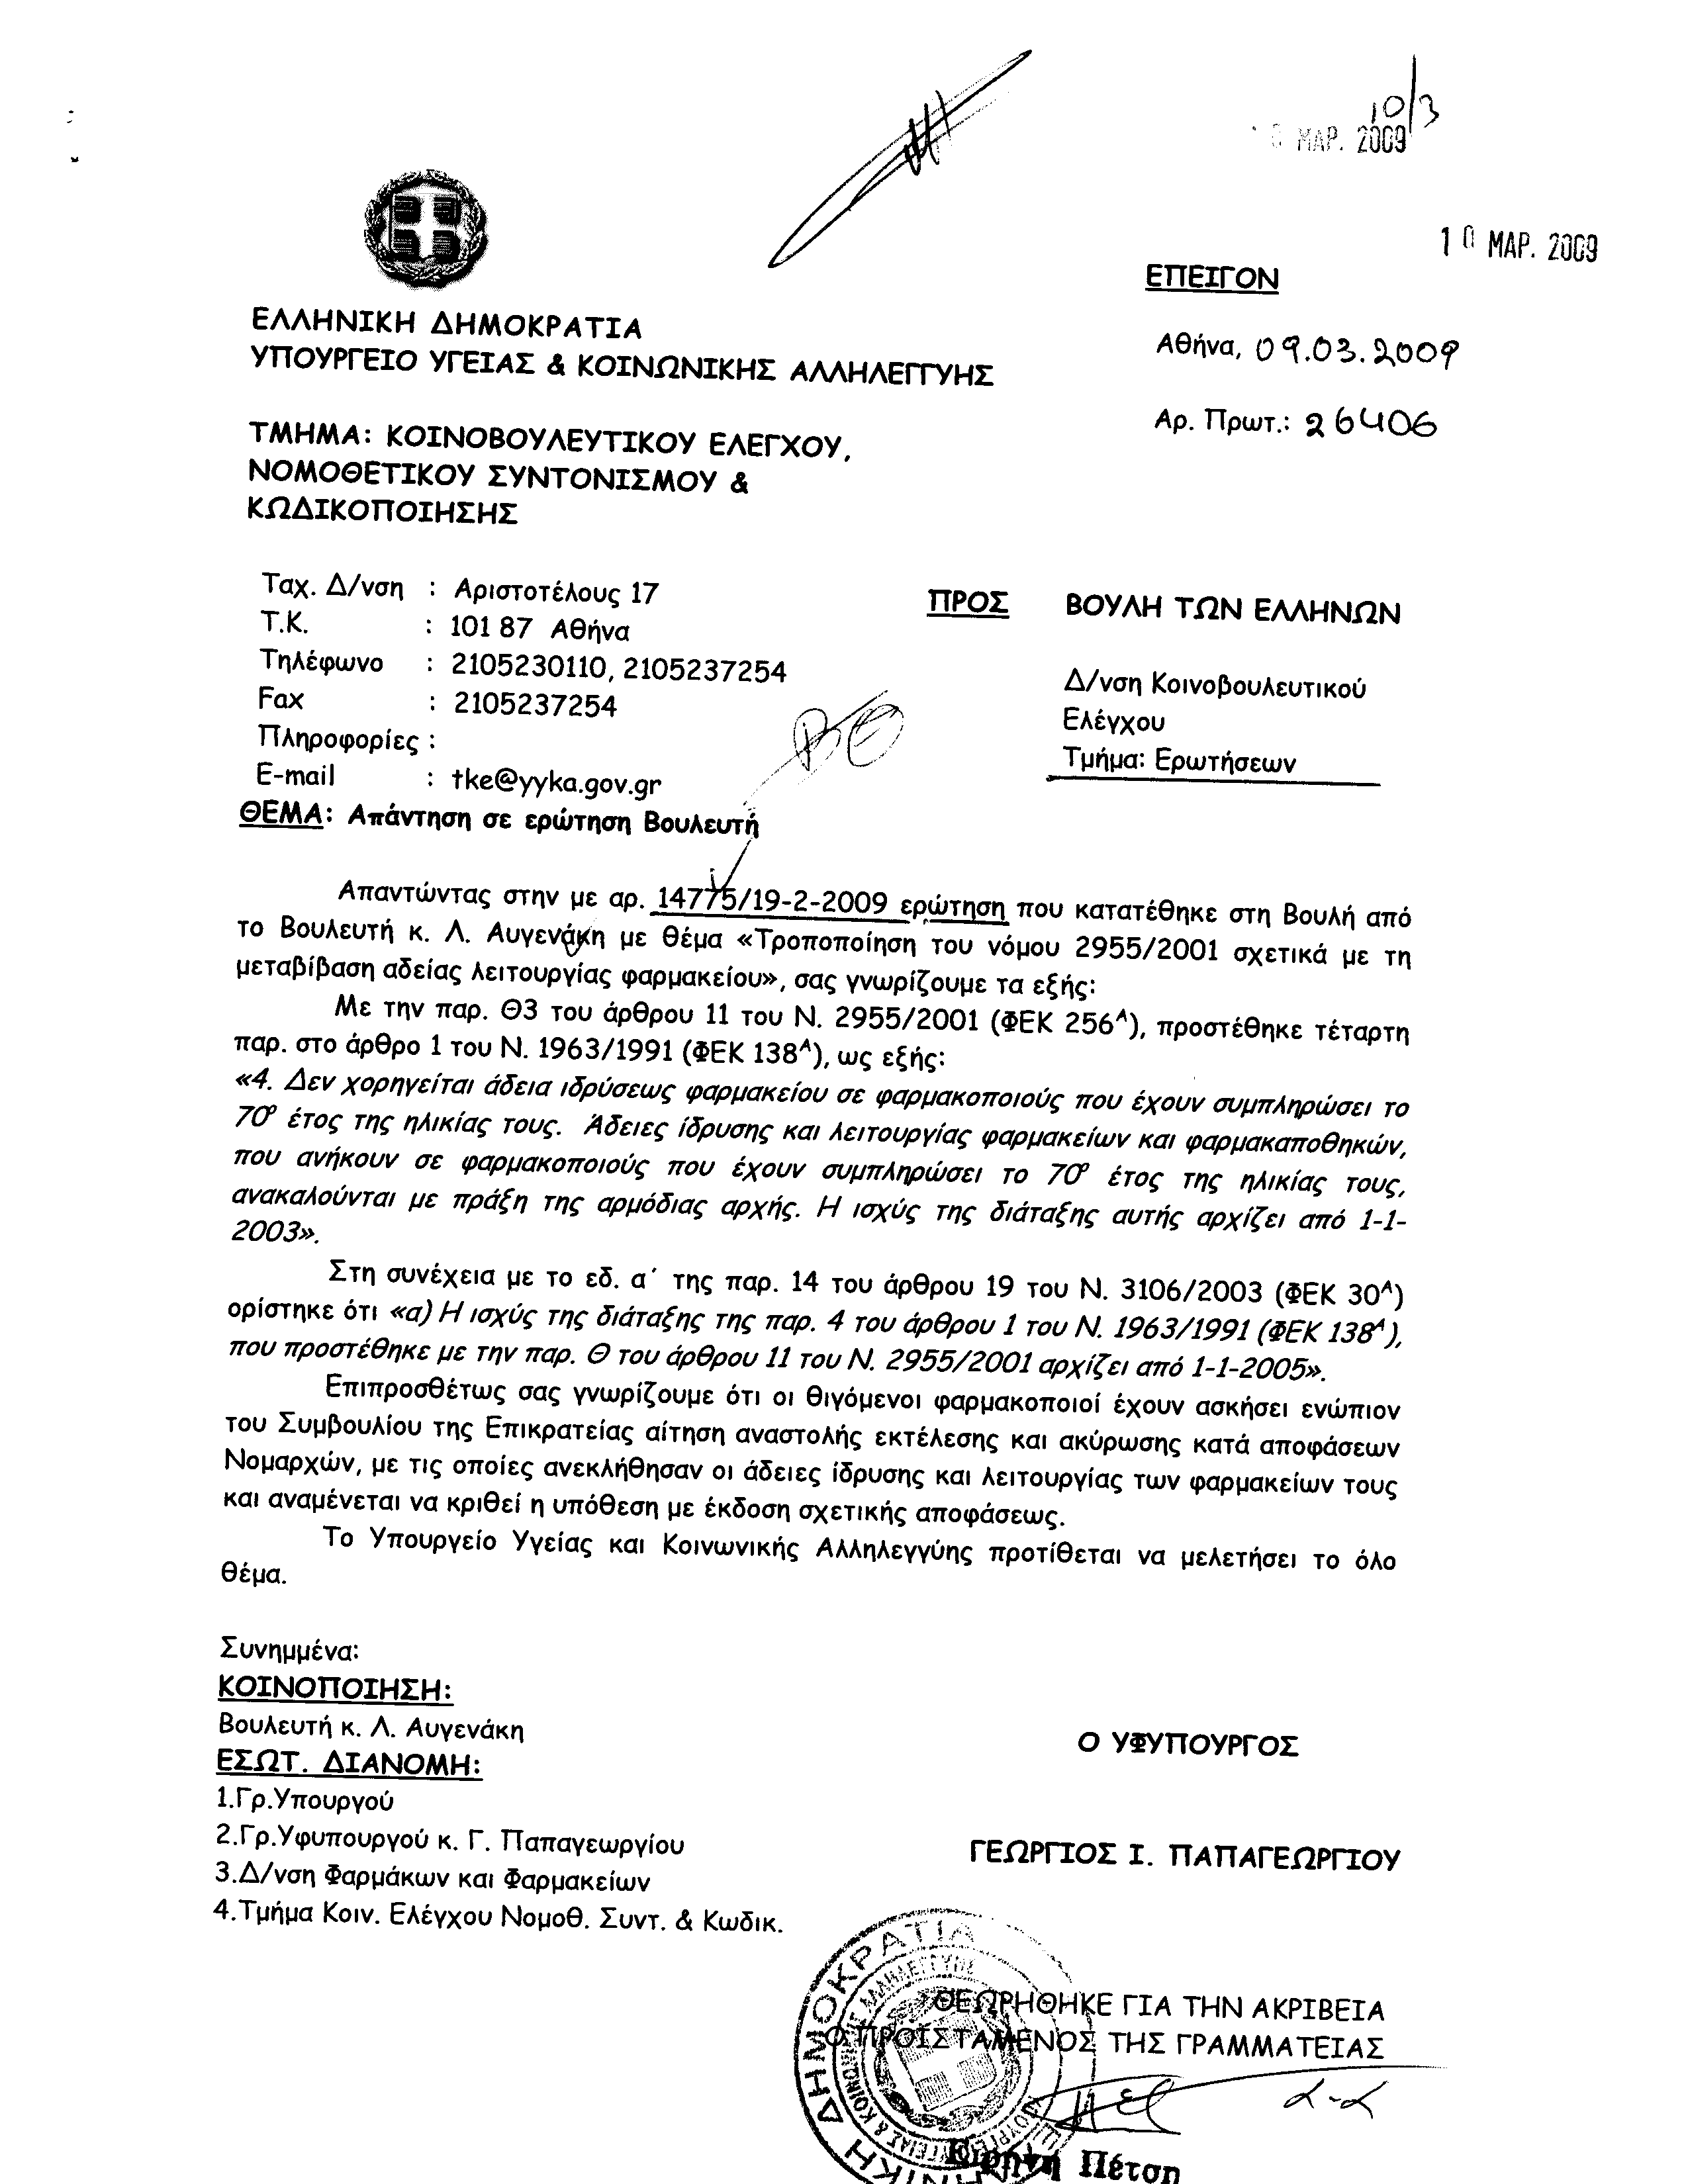 10/3
ΜΑΡ. 2009
10 ΜΑΡ. 2009
ΕΠΕΙΓΟΝ
ΕΛΛΗΝΙΚΗ ΔΗΜΟΚΡΑΤΙΑ
ΥΠΟΥΡΓΕΙΟ ΥΓΕΙΑΣ & ΚΟΙΝΩΝΙΚΗΣ ΑΛΛΗΛΕΓΓΥΗΣ
Αθήνα, 09.03.2009
Αρ. Πρωτ.: 26406
ΤΜΗΜΑ: ΚΟΙΝΟΒΟΥΛΕΥΤΙΚΟΥ ΕΛΕΓΧΟΥ,
ΝΟΜΟΘΕΤΙΚΟΥ ΣΥΝΤΟΝΙΣΜΟΥ &
ΚΩΔΙΚΟΠΟΙΗΣΗΣ
Ταχ. Δ/νση : Αριστοτέλους 17
Τ.Κ. : 101 87 Αθήνα
Τηλέφωνο : 2105230110, 2105237254
Fax : 2105237254
Πληροφορίες :
E-mail : tke@yyka.gov.gr
ΠΡΟΣ ΒΟΥΛΗ ΤΩΝ ΕΛΛΗΝΩΝ
Δ/νση Κοινοβουλευτικού
Ελέγχου
Τμήμα: Ερωτήσεων
ΘΕΜΑ: Απάντηση σε ερώτηση Βουλευτή
Απαντώντας στην με αρ. 14775/19-2-2009 ερώτηση που κατατέθηκε στη Βουλή από
το Βουλευτή κ. Λ. Αυγενάκη με θέμα «Τροποποίηση του νόμου 2955/2001 σχετικά με τη
μεταβίβαση αδείας λειτουργίας φαρμακείου», σας γνωρίζουμε τα εξής:
Με την παρ. Θ3 του άρθρου 11 του Ν. 2955/2001 (ΦΕΚ 256Α), προστέθηκε τέταρτη
παρ. στο άρθρο 1 του Ν. 1963/1991 (ΦΕΚ 138Α), ως εξής:
«4. Δεν χορηγείται άδεια ιδρύσεως φαρμακείου σε φαρμακοποιούς που έχουν συμπληρώσει το
70ο έτος της ηλικίας τους. Άδειες ίδρυσης και λειτουργίας φαρμακείων και φαρμακαποθηκών,
που ανήκουν σε φαρμακοποιούς που έχουν συμπληρώσει το 70ο έτος της ηλικίας τους,
ανακαλούνται με πράξη της αρμόδιας αρχής. Η ισχύς της διάταξης αυτής αρχίζει από 1-1-
2003».
Στη συνέχεια με το εδ. α΄ της παρ. 14 του άρθρου 19 του Ν. 3106/2003 (ΦΕΚ 30Α)
ορίστηκε ότι «α) Η ισχύς της διάταξης της παρ. 4 του άρθρου 1 του Ν. 1963/1991 (ΦΕΚ 138Α),
που προστέθηκε με την παρ. Θ του άρθρου 11 του Ν. 2955/2001 αρχίζει από 1-1-2005».
Επιπροσθέτως σας γνωρίζουμε ότι οι θιγόμενοι φαρμακοποιοί έχουν ασκήσει ενώπιον
του Συμβουλίου της Επικρατείας αίτηση αναστολής εκτέλεσης και ακύρωσης κατά αποφάσεων
Νομαρχών, με τις οποίες ανεκλήθησαν οι άδειες ίδρυσης και λειτουργίας των φαρμακείων τους
και αναμένεται να κριθεί η υπόθεση με έκδοση σχετικής αποφάσεως.
Το Υπουργείο Υγείας και Κοινωνικής Αλληλεγγύης προτίθεται να μελετήσει το όλο
θέμα.
Συνημμένα:
ΚΟΙΝΟΠΟΙΗΣΗ:
Βουλευτή κ. Λ. Αυγενάκη
ΕΣΩΤ. ΔΙΑΝΟΜΗ:
1.Γρ.Υπουργού
2.Γρ.Υφυπουργού κ. Γ. Παπαγεωργίου
3.Δ/νση Φαρμάκων και Φαρμακείων
4.Τμήμα Κοιν. Ελέγχου Νομοθ. Συντ. & Κωδικ.
Ο ΥΦΥΠΟΥΡΓΟΣ
ΓΕΩΡΓΙΟΣ Ι. ΠΑΠΑΓΕΩΡΓΙΟΥ
ΘΕΩΡΗΘΗΚΕ ΓΙΑ ΤΗΝ ΑΚΡΙΒΕΙΑ
Ο ΠΡΟΪΣΤΑΜΕΝΟΣ ΤΗΣ ΓΡΑΜΜΑΤΕΙΑΣ
Ειρήνη Πέτση